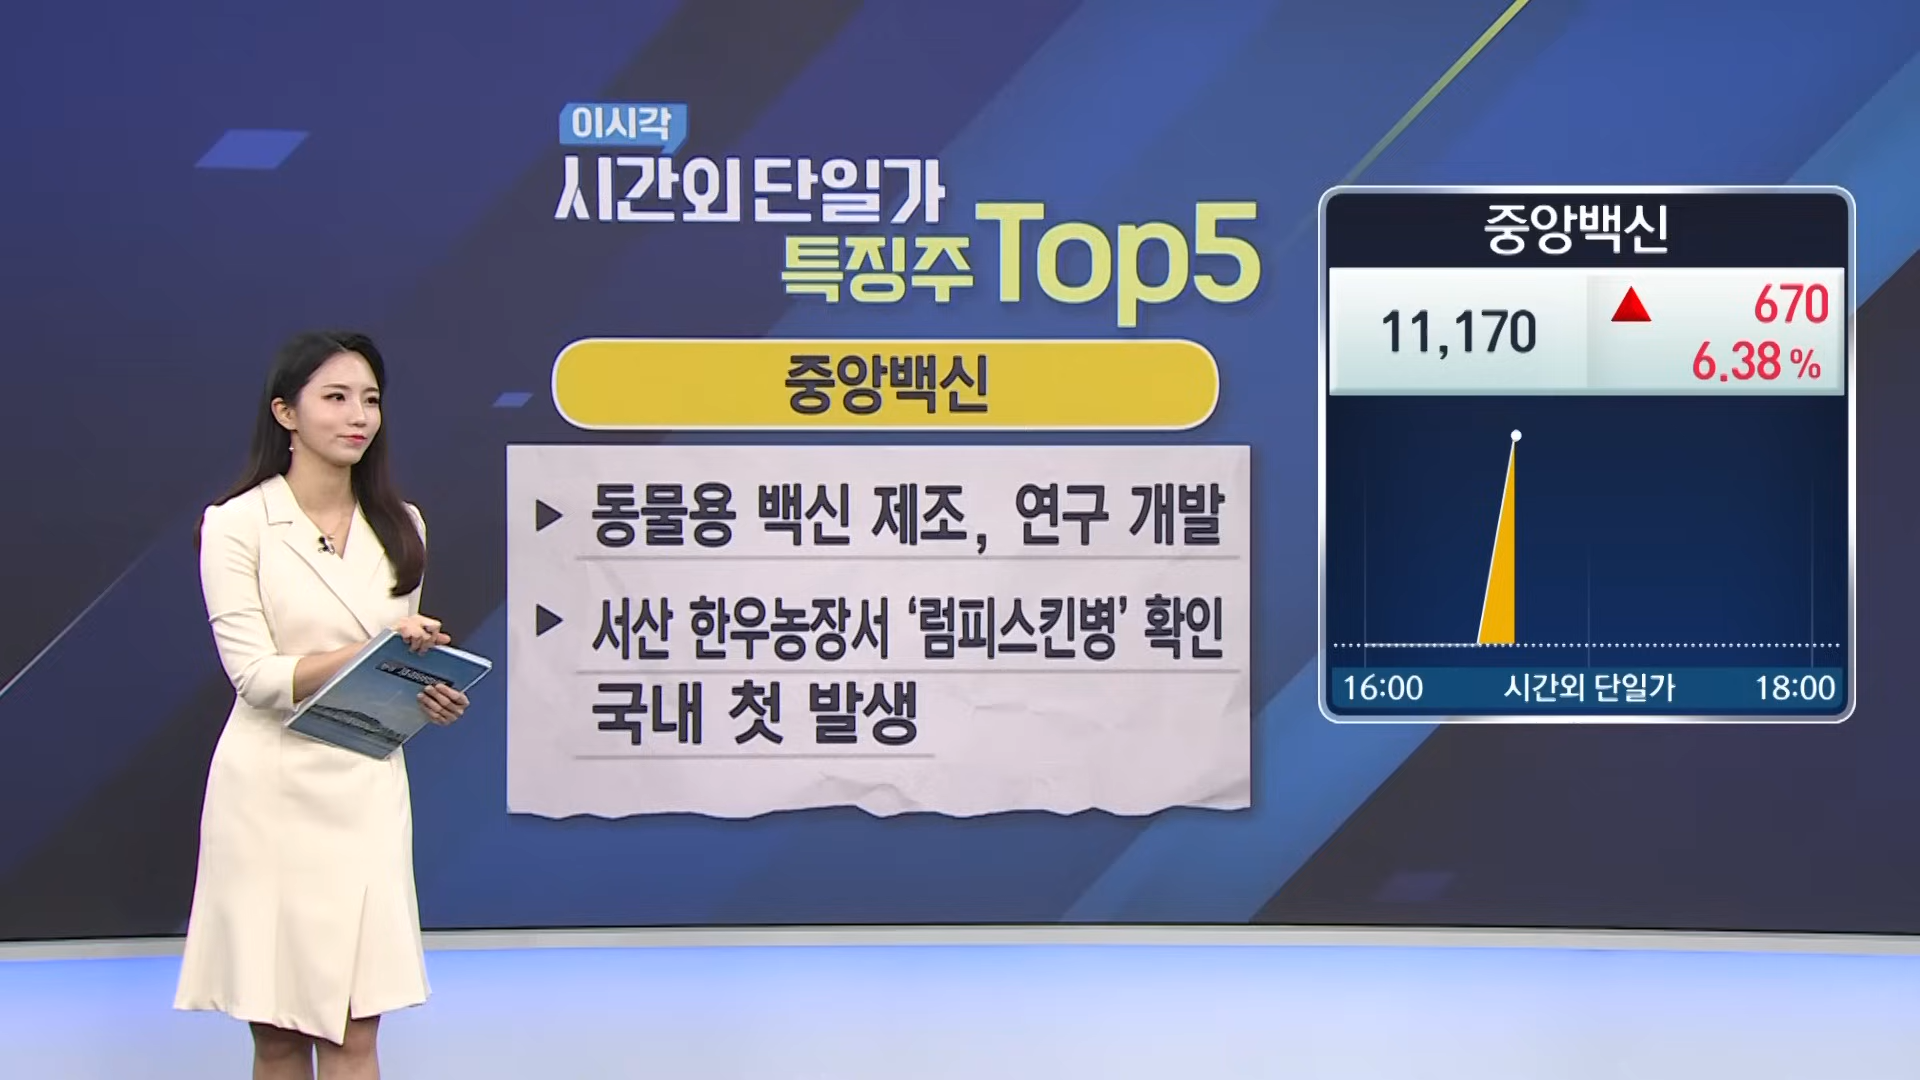 이시각
시간외 단일가
특징주 Top5
중앙백신
▶ 동물용 백신 제조, 연구 개발
▶ 서산 한우농장서 ‘럼피스킨병’ 확인
국내 첫 발생
중앙백신
11,170 ▲ 670
6.38 %
16:00 시간외 단일가 18:00